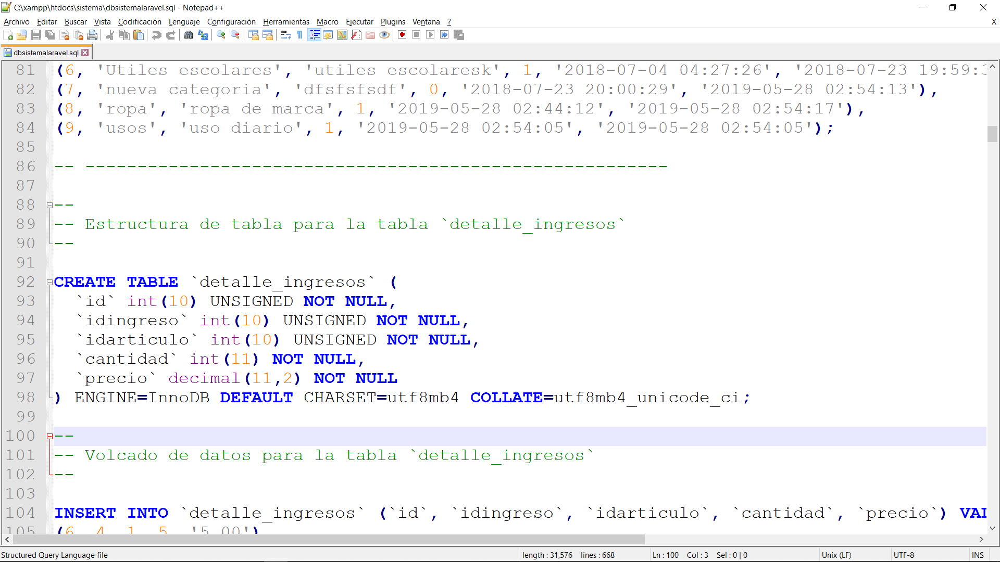 C:\xampp\htdocs\sistema\dbsistemalaravel.sql - Notepad++
Archivo Editar Buscar Vista Codificación Lenguaje Configuración Herramientas Macro Ejecutar Plugins Ventana ? X
dbsistemalaravel.sql
81 (6, 'Utiles escolares', 'utiles escolaresk', 1, '2018-07-04 04:27:26', '2018-07-23 19:59:3
82 (7, 'nueva categoria', 'dfsfsfsdf', 0, '2018-07-23 20:00:29', '2019-05-28 02:54:13'),
83 (8, 'ropa', 'ropa de marca', 1, '2019-05-28 02:44:12', '2019-05-28 02:54:17'),
84 (9, 'usos', 'uso diario', 1, '2019-05-28 02:54:05', '2019-05-28 02:54:05');
85
86 -- --------------------------------------------------------
87
88 --
89 -- Estructura de tabla para la tabla `detalle_ingresos`
90 --
91
92 CREATE TABLE `detalle_ingresos` (
93 `id` int(10) UNSIGNED NOT NULL,
94 `idingreso` int(10) UNSIGNED NOT NULL,
95 `idarticulo` int(10) UNSIGNED NOT NULL,
96 `cantidad` int(11) NOT NULL,
97 `precio` decimal(11,2) NOT NULL
98 ) ENGINE=InnoDB DEFAULT CHARSET=utf8mb4 COLLATE=utf8mb4_unicode_ci;
99
100 --
101 -- Volcado de datos para la tabla `detalle_ingresos`
102 --
103
104 INSERT INTO `detalle_ingresos` (`id`, `idingreso`, `idarticulo`, `cantidad`, `precio`) VAL
105 (6, 4, 1, 5, '5.00'),
Structured Query Language file length : 31,576 lines : 668 Ln : 100 Col : 3 Sel : 0 | 0 Unix (LF) UTF-8 INS